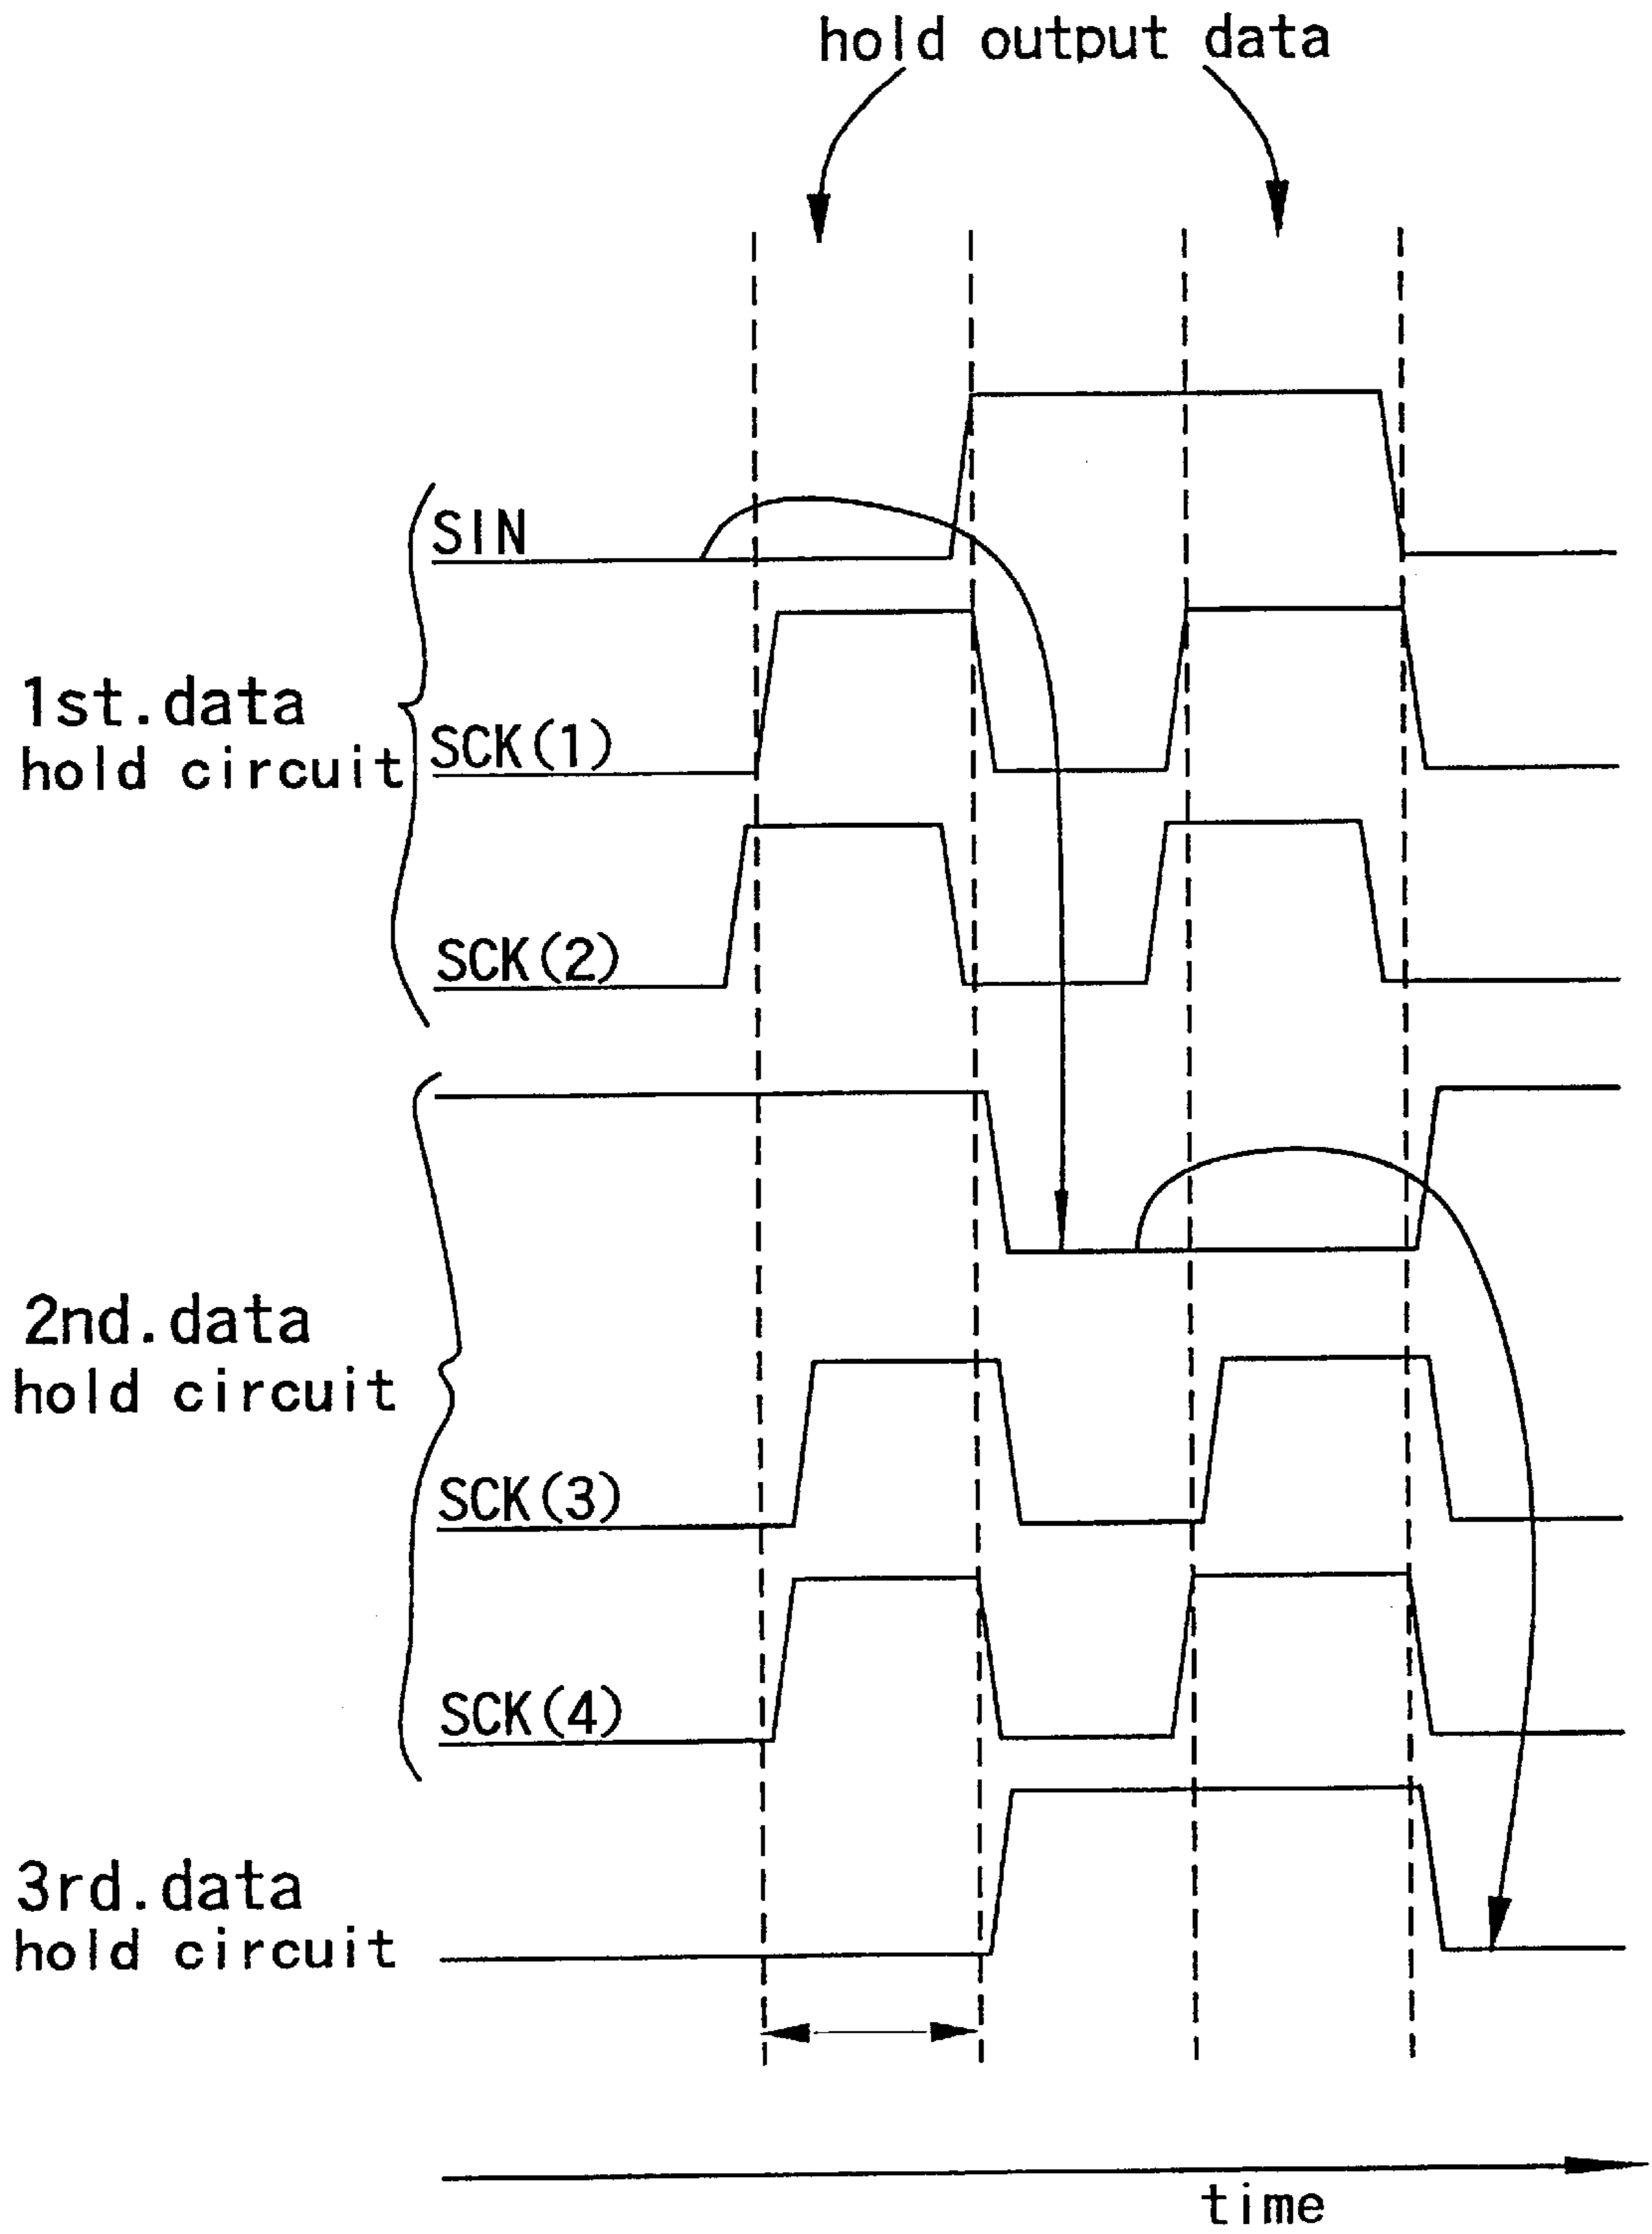 hold output data
SIN
1st.data
hold circuit
SCK(1)
SCK(2)
2nd.data
hold circuit
SCK(3)
SCK(4)
3rd.data
hold circuit
time